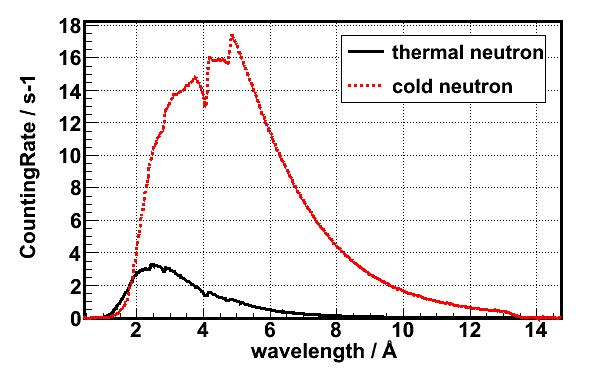 18
16
14
12
10
8
6
4
2
0
CountingRate / s-1
thermal neutron
cold neutron
2 4 6 8 10 12 14
wavelength / Å